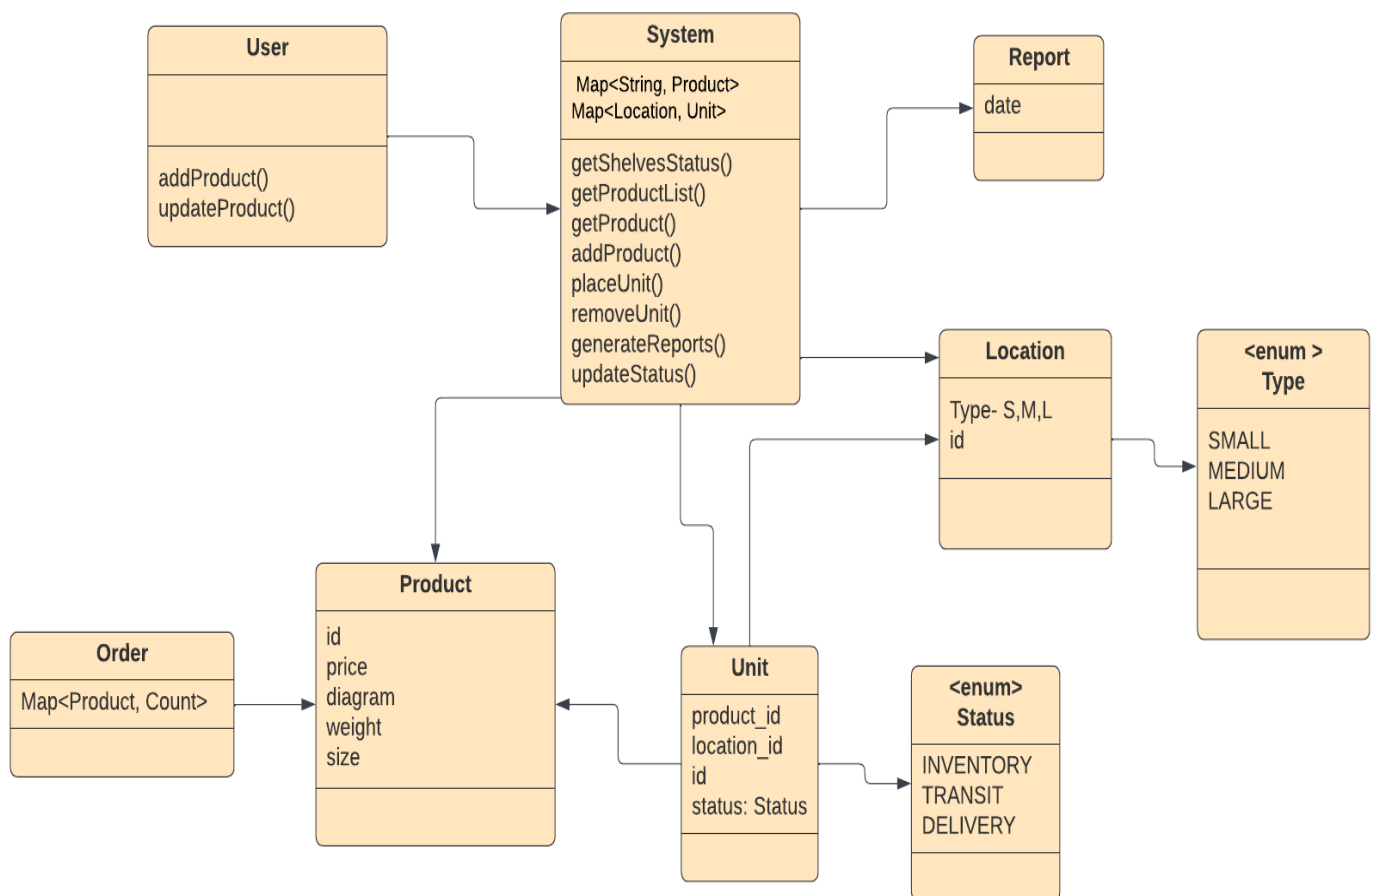 User
addProduct()
updateProduct()
System
Map<String, Product>
Map<Location, Unit>
getShelvesStatus()
getProductList()
getProduct()
addProduct()
placeUnit()
removeUnit()
generateReports()
updateStatus()
Report
date
Location
Type- S,M,L
id
<enum >
Type
SMALL
MEDIUM
LARGE
Order
Map<Product, Count>
Product
id
price
diagram
weight
size
Unit
product_id
location_id
id
status: Status
<enum>
Status
INVENTORY
TRANSIT
DELIVERY